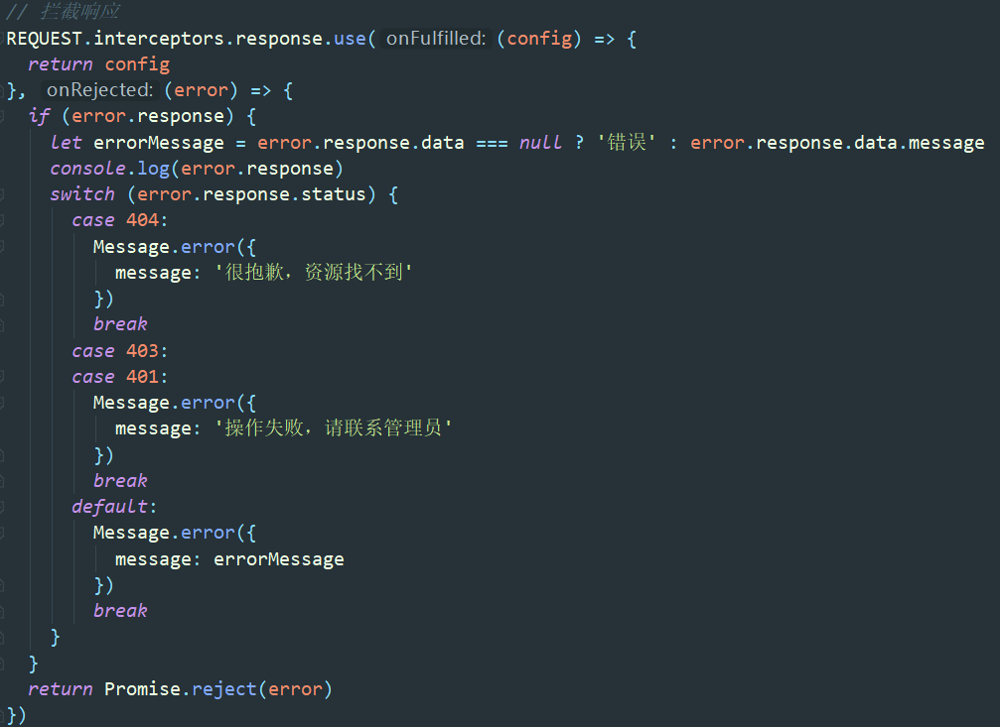 // 拦截响应
REQUEST.interceptors.response.use( onFulfilled: (config) => {
  return config
}, onRejected: (error) => {
  if (error.response) {
    let errorMessage = error.response.data === null ? '错误' : error.response.data.message
    console.log(error.response)
    switch (error.response.status) {
      case 404:
        Message.error({
          message: '很抱歉，资源找不到'
        })
        break
      case 403:
      case 401:
        Message.error({
          message: '操作失败，请联系管理员'
        })
        break
      default:
        Message.error({
          message: errorMessage
        })
        break
    }
  }
  return Promise.reject(error)
})